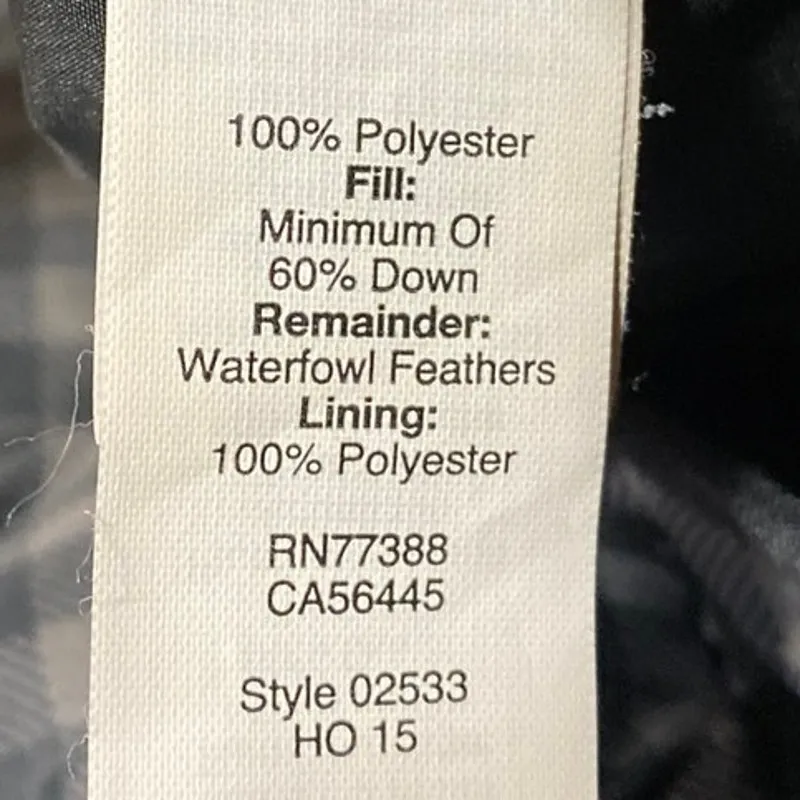 100% Polyester
Fill:
Minimum Of
60% Down
Remainder:
Waterfowl Feathers
Lining:
100% Polyester
RN77388
CA56445
Style 02533
HO 15